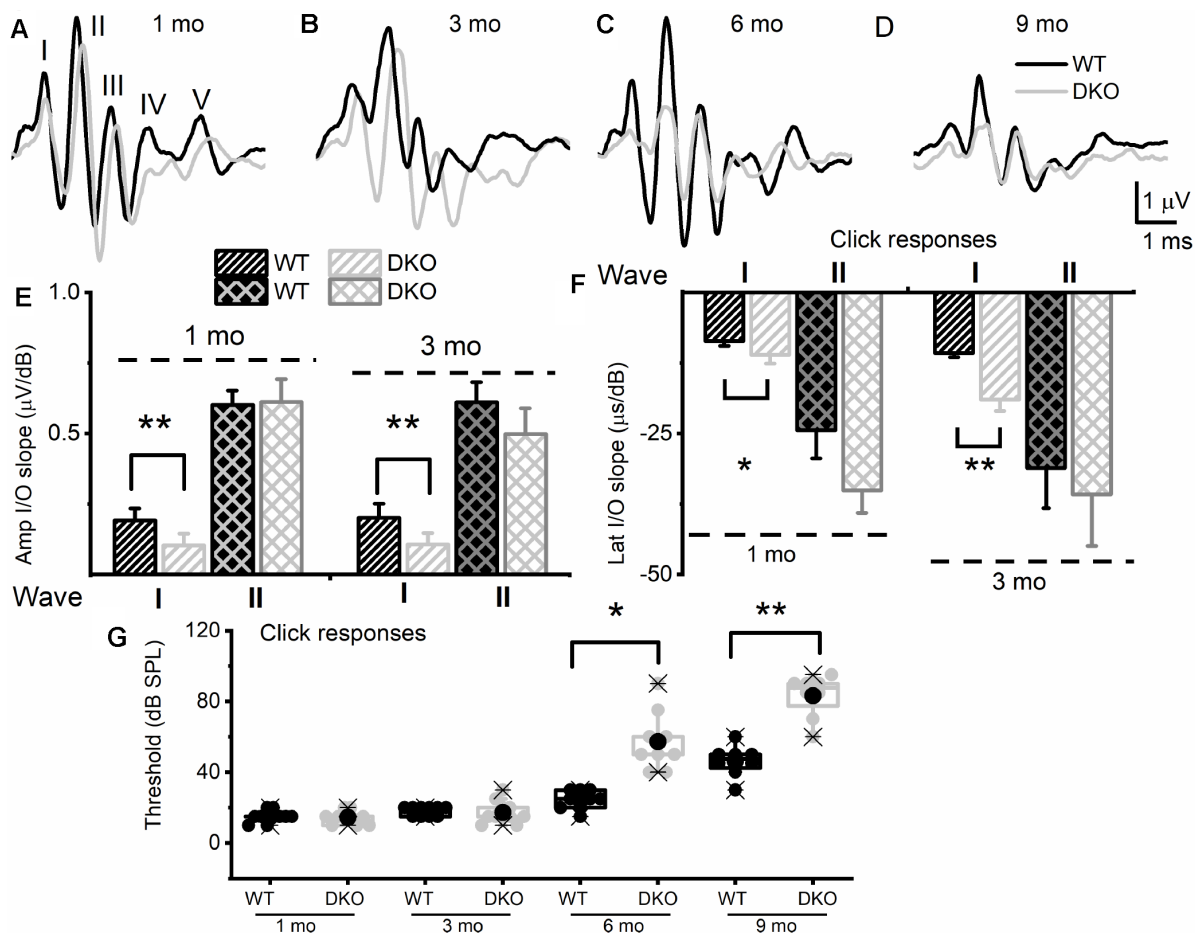 A 1 mo B 3 mo C 6 mo D 9 mo
I II III IV V
WT
DKO
1 µV
1 ms
Click responses
WT DKO
WT DKO
E
1.0
0.5
Amp I/O slope (µV/dB)
1 mo
3 mo
** **
Wave I II I II
F
Wave I II I II
-25
-50
Lat I/O slope (µs/dB)
* **
1 mo
3 mo
G
Click responses
* **
120
80
40
0
Threshold (dB SPL)
WT DKO WT DKO WT DKO WT DKO
1 mo 3 mo 6 mo 9 mo